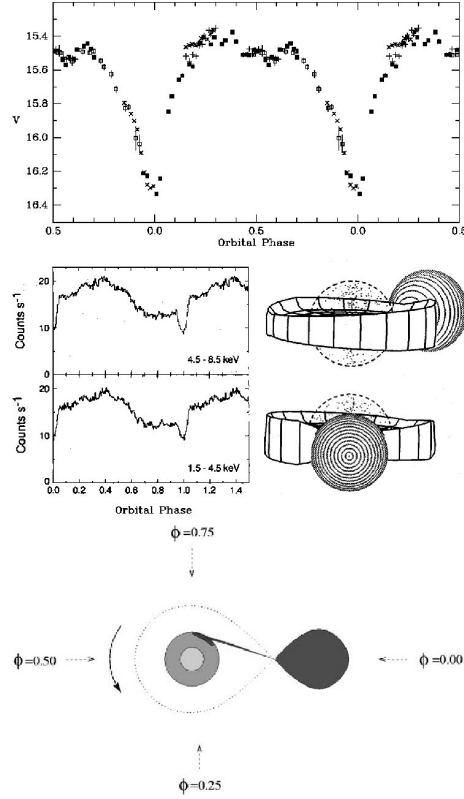 15.4
15.6
15.8
V
16.0
16.2
16.4
0.5 0.0 0.5 0.0 0.5
Orbital Phase
20
Counts s⁻¹
10
0
4.5 - 8.5 keV
20
Counts s⁻¹
10
0
1.5 - 4.5 keV
0.0 0.2 0.4 0.6 0.8 1.0 1.2 1.4
Orbital Phase
ϕ=0.75
ϕ=0.50
ϕ=0.00
ϕ=0.25